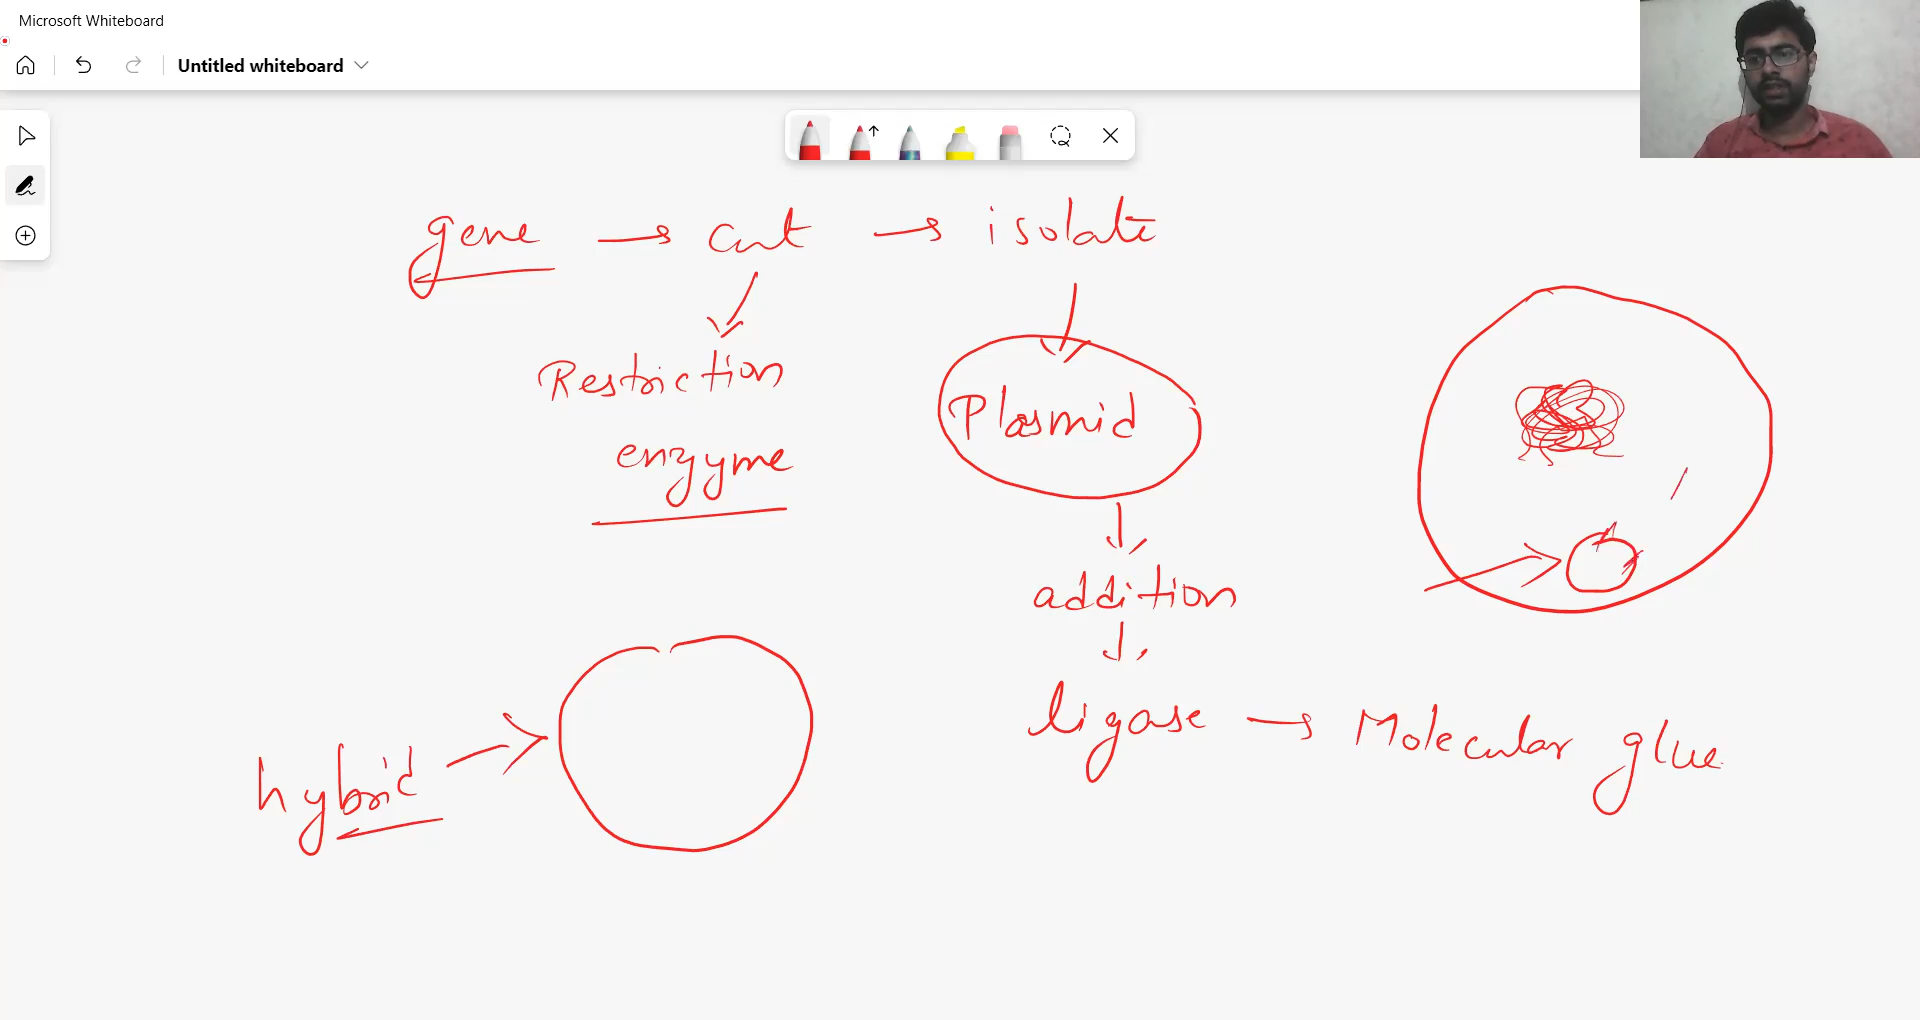 Microsoft Whiteboard
Untitled whiteboard
gene → cut → isolate
Restriction
enzyme
Plasmid
addition
ligase → Molecular glue
hybrid